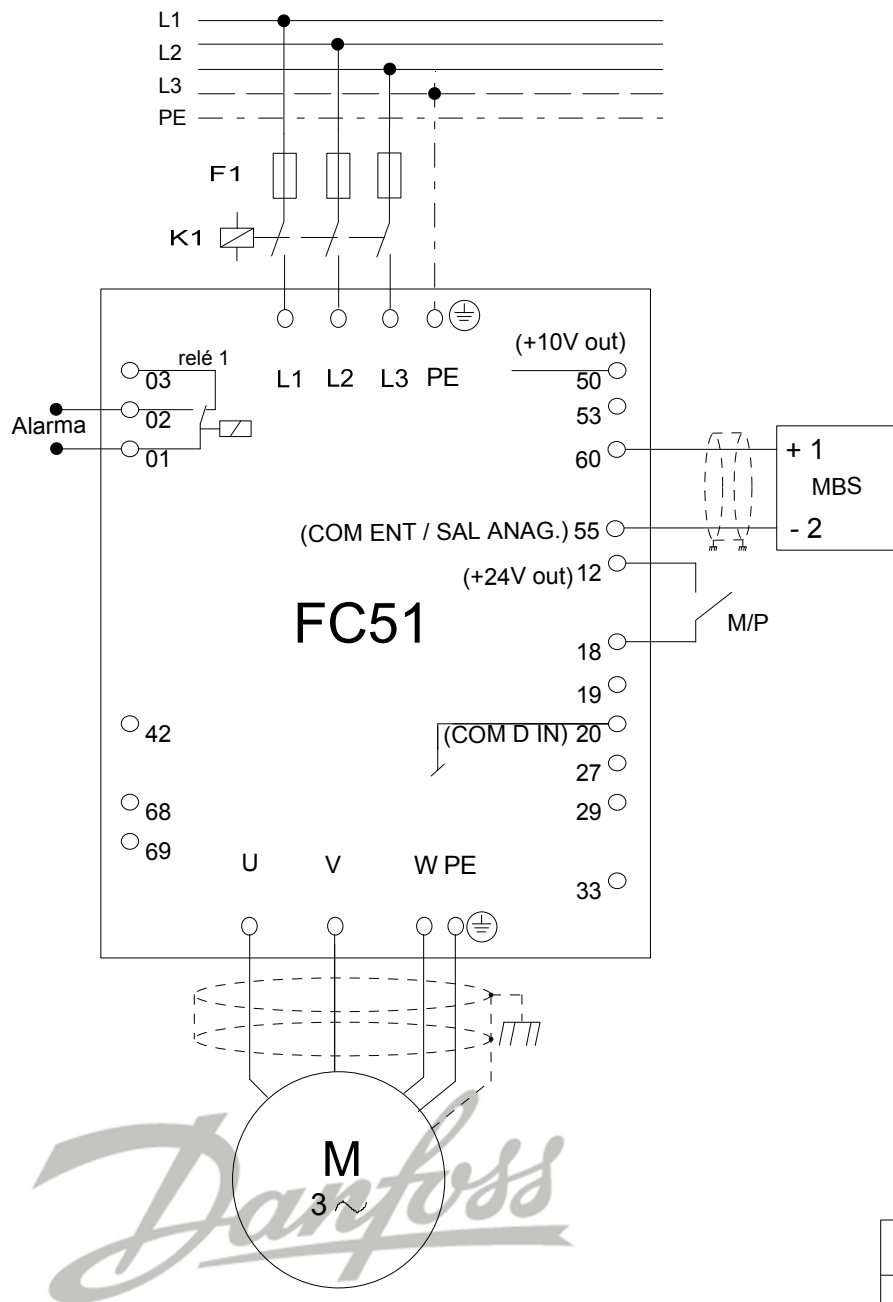 L1
L2
L3
PE
F1
K1
(+10V out)
03 relé 1
L1 L2 L3 PE
50
53
02
Alarma
01
60
+ 1
MBS
(COM ENT / SAL ANAG.) 55
- 2
(+24V out) 12
FC51
M/P
18
19
42
(COM D IN) 20
27
68
29
69
U V W PE
33
M
3
Danfoss